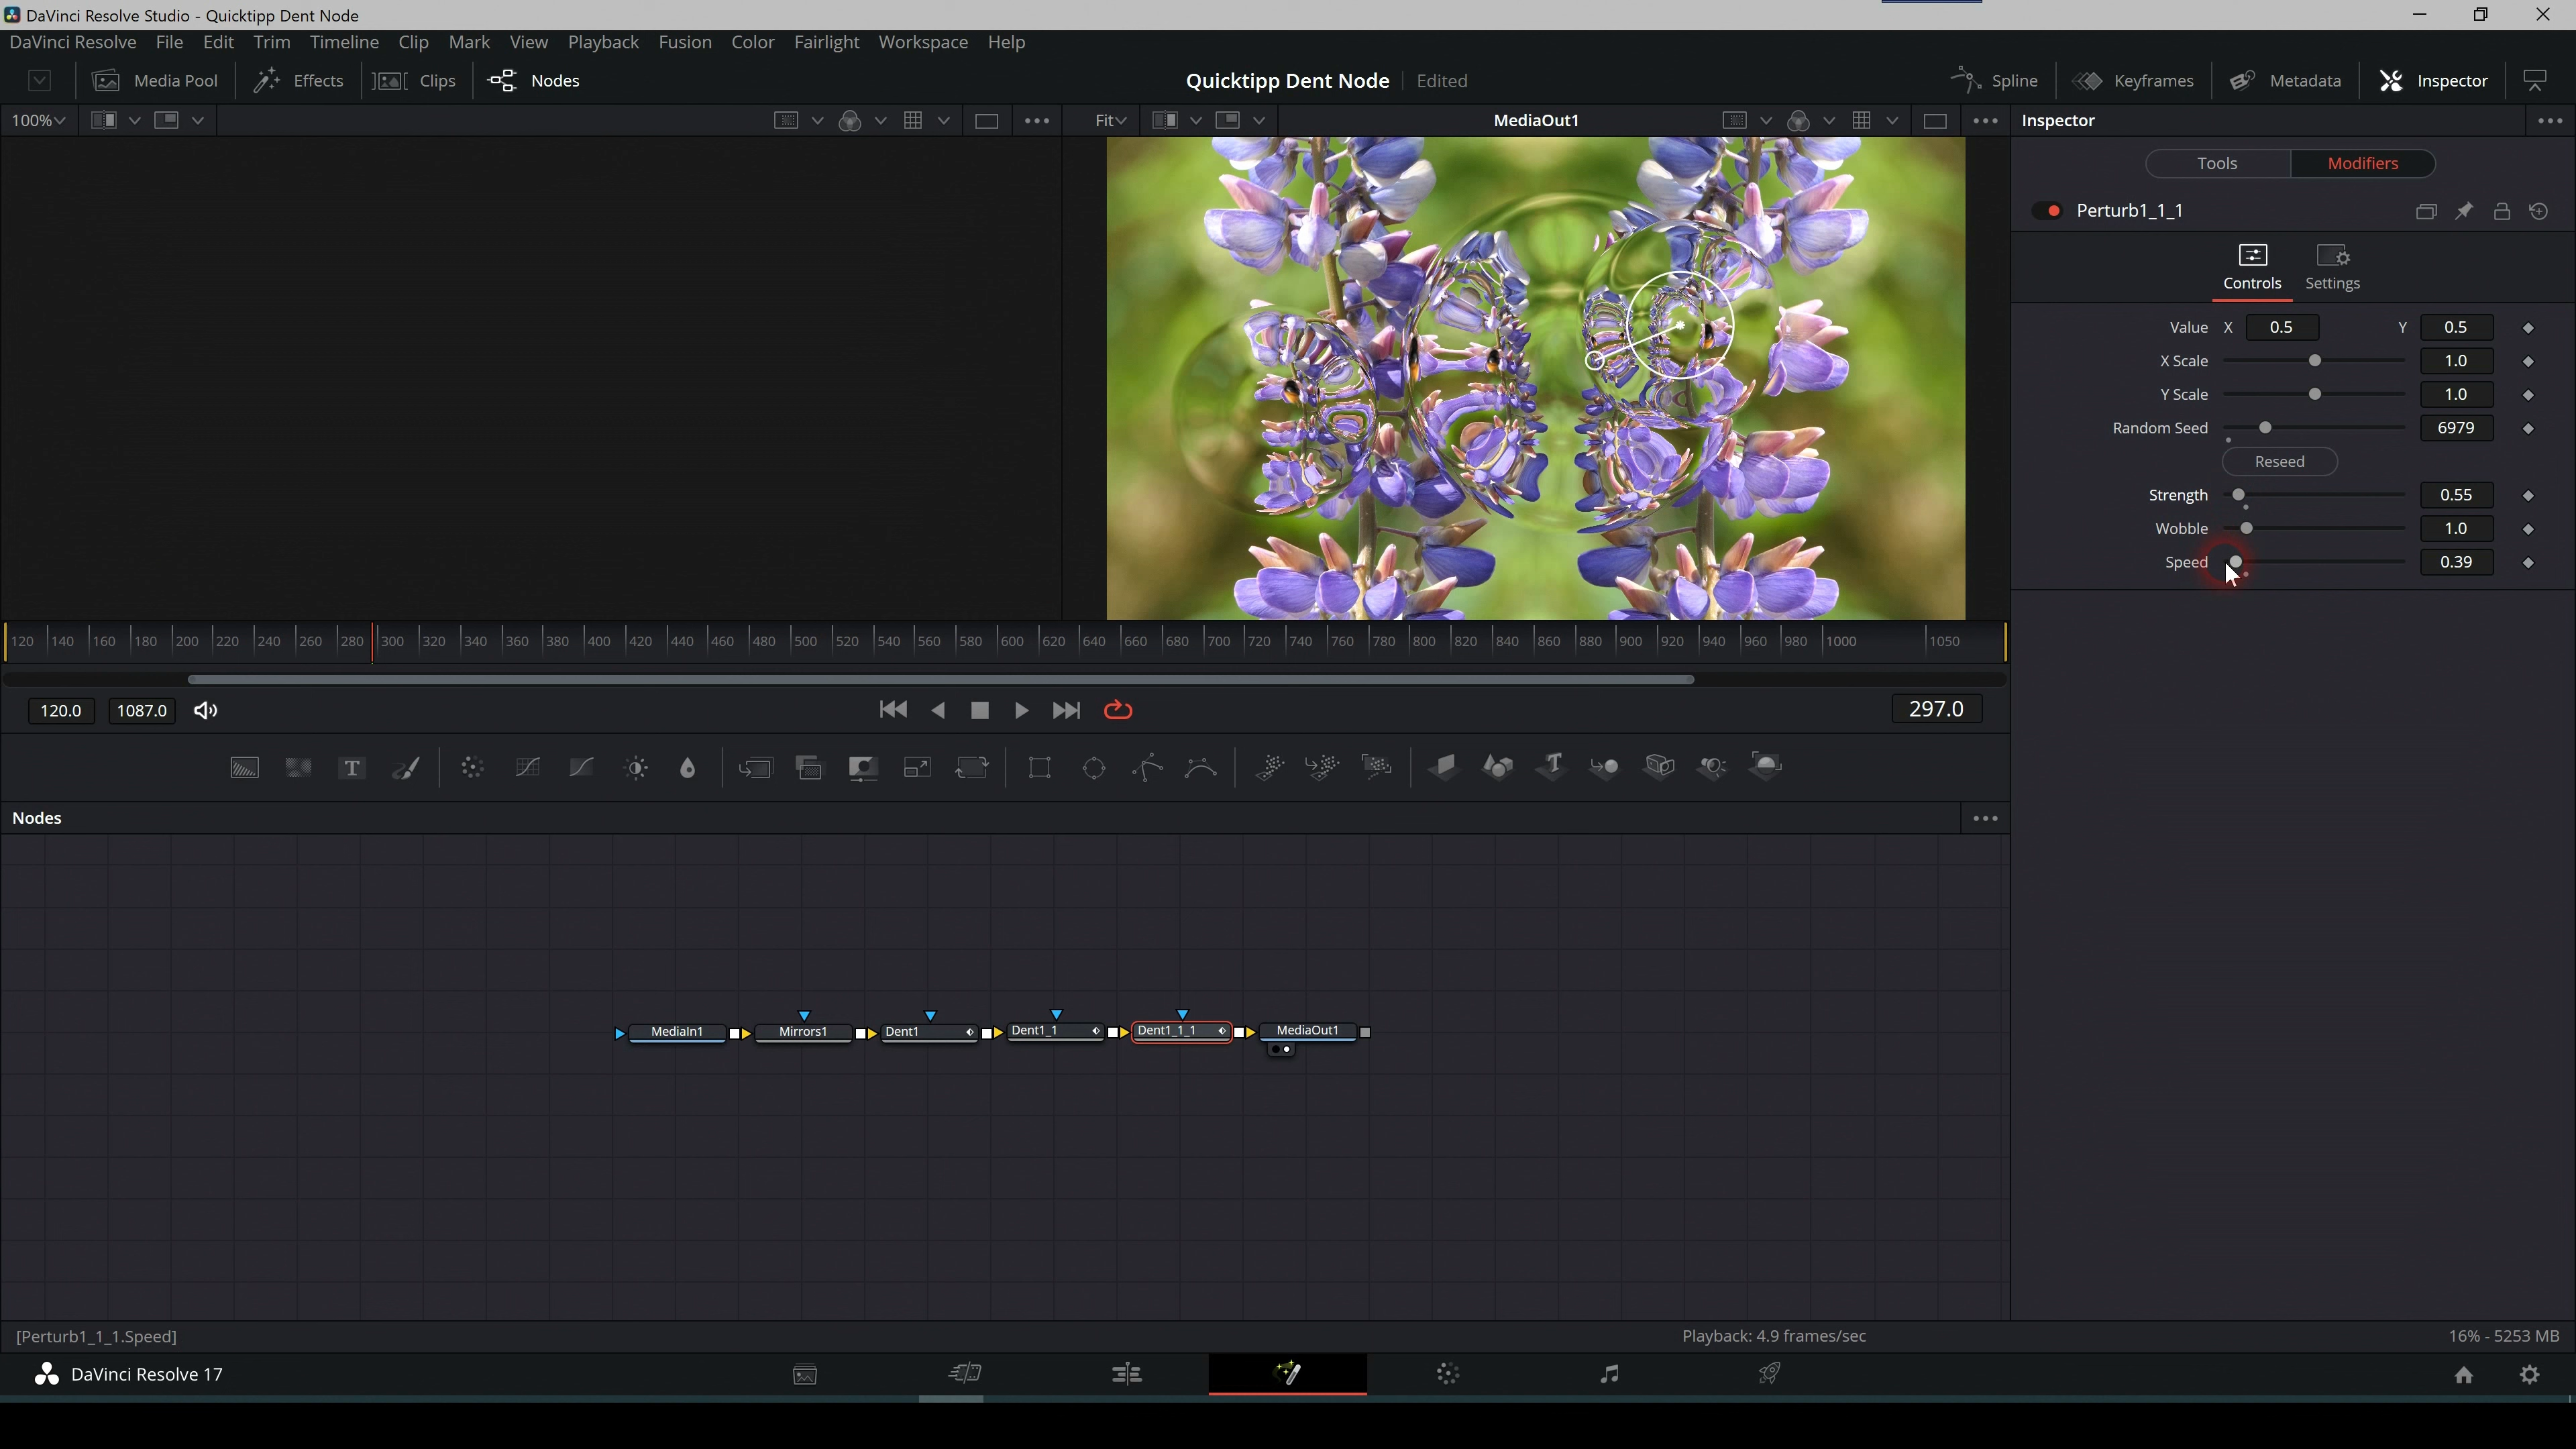 DaVinci Resolve Studio - Quicktipp Dent Node
DaVinci Resolve File Edit Trim Timeline Clip Mark View Playback Fusion Color Fairlight Workspace Help
Media Pool Effects Clips Nodes Quicktipp Dent Node Edited Spline Keyframes Metadata Inspector
100% Fit MediaOut1 Inspector
Tools Modifiers
Perturb1_1_1
Controls Settings
Value X 0.5 Y 0.5
X Scale 1.0
Y Scale 1.0
Random Seed 6979
Reseed
Strength 0.55
Wobble 1.0
Speed 0.39
120 140 160 180 200 220 240 260 280 300 320 340 360 380 400 420 440 460 480 500 520 540 560 580 600 620 640 660 680 700 720 740 760 780 800 820 840 860 880 900 920 940 960 980 1000 1050
120.0 1087.0 297.0
Nodes
MediaIn1 Mirrors1 Dent1 Dent1_1 Dent1_1_1 MediaOut1
[Perturb1_1_1.Speed] Playback: 4.9 frames/sec 16% - 5253 MB
DaVinci Resolve 17